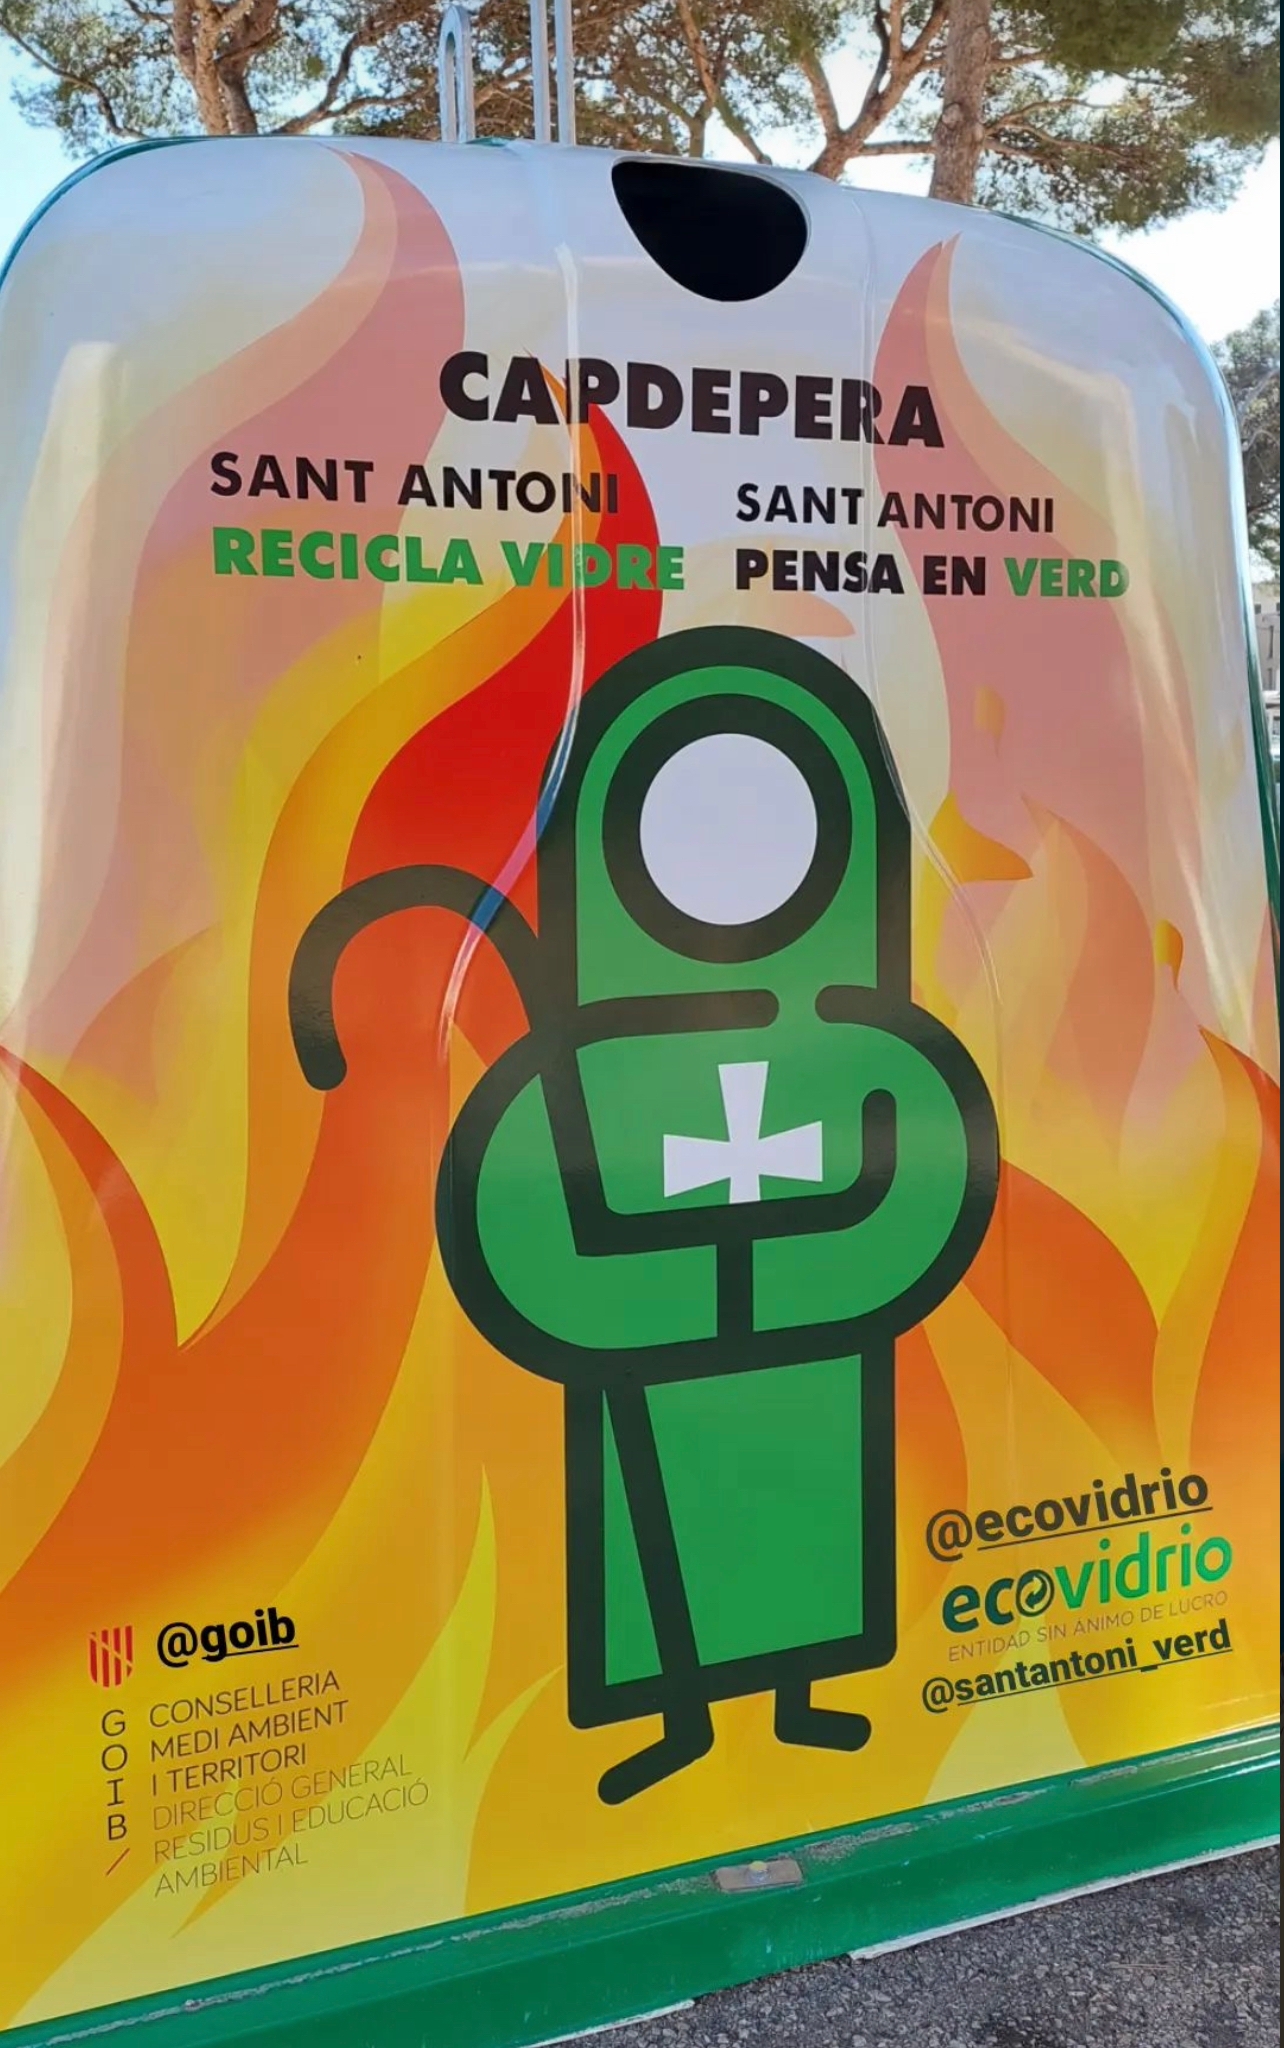 CAPDEPERA
SANT ANTONI
RECICLA VIDRE
SANT ANTONI
PENSA EN VERD
@ecovidrio
ecovidrio
ENTIDAD SIN ÁNIMO DE LUCRO
@santantoni_verd
@goib
GOIB/
CONSELLERIA
MEDI AMBIENT
I TERRITORI
DIRECCIÓ GENERAL
RESIDUS I EDUCACIÓ
AMBIENTAL